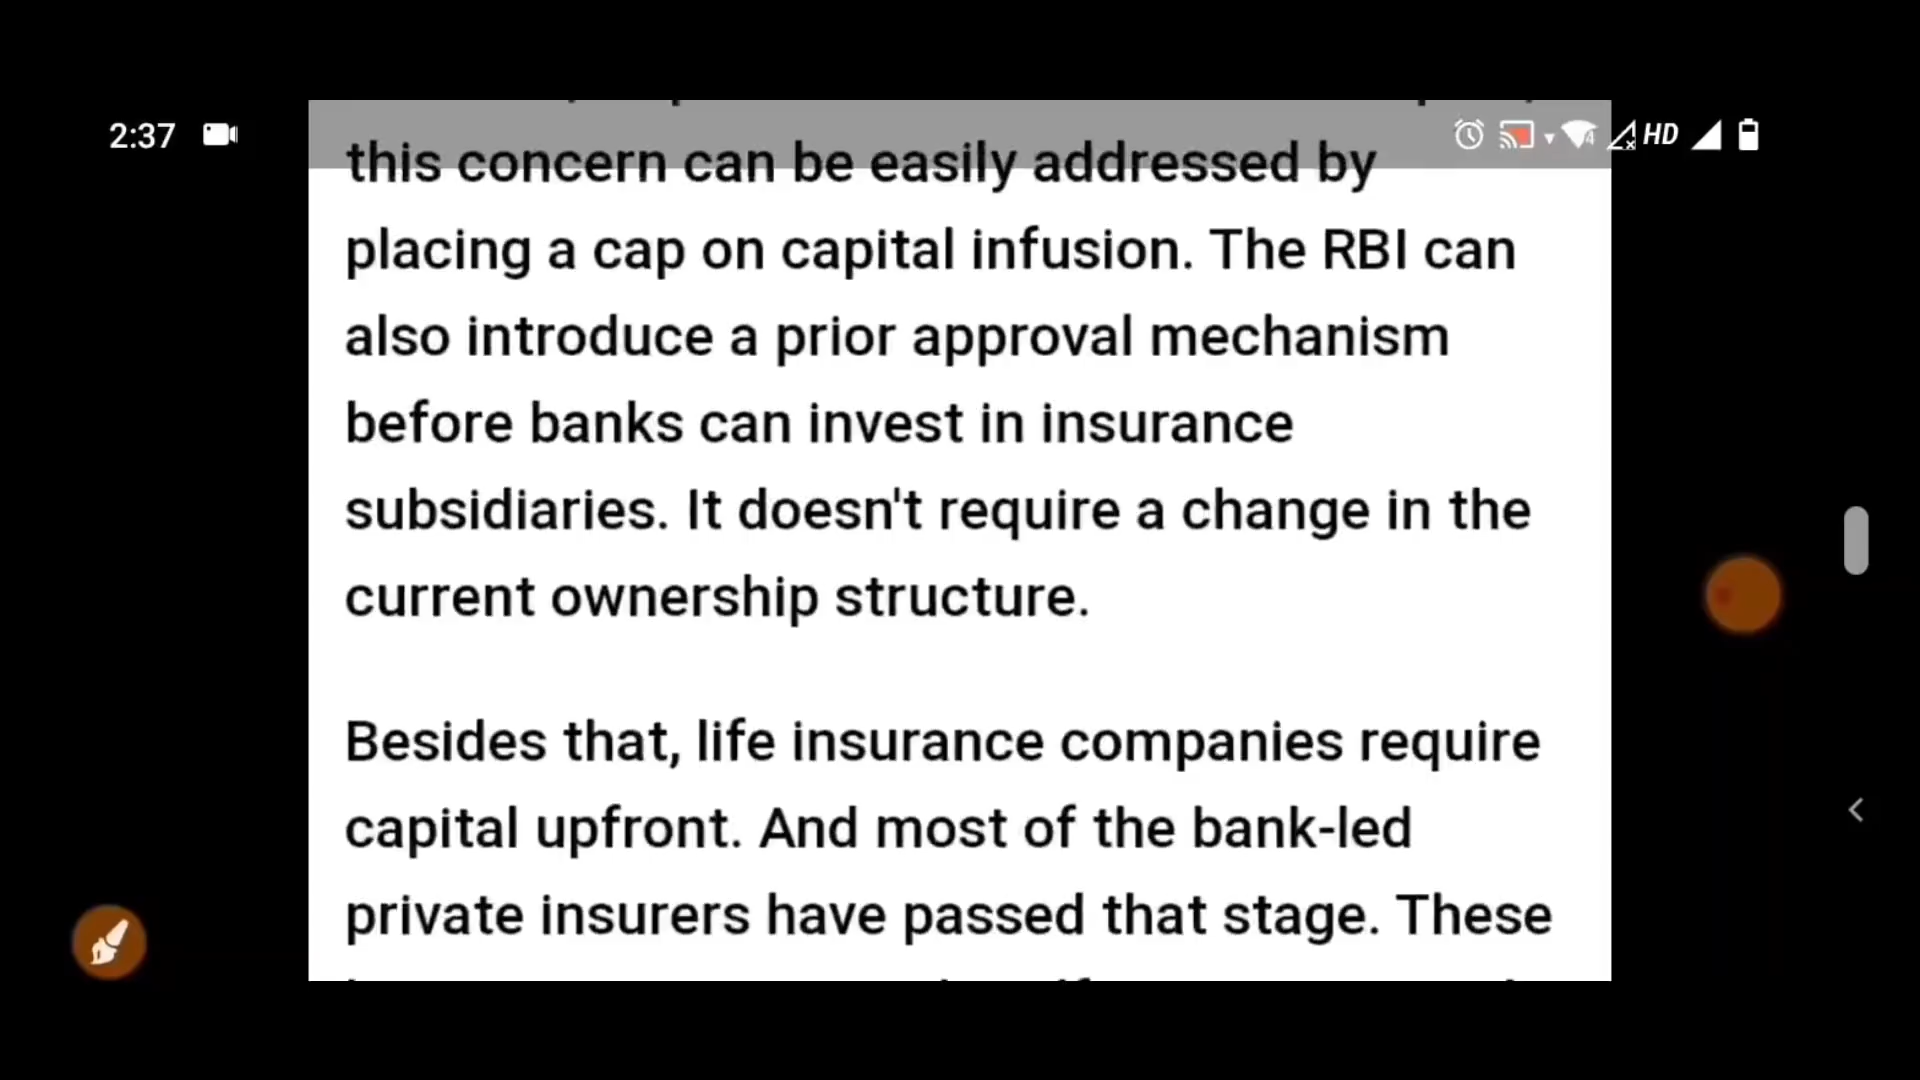 2:37
HD
4
this concern can be easily addressed by
placing a cap on capital infusion. The RBI can
also introduce a prior approval mechanism
before banks can invest in insurance
subsidiaries. It doesn't require a change in the
current ownership structure.
Besides that, life insurance companies require
capital upfront. And most of the bank-led
private insurers have passed that stage. These